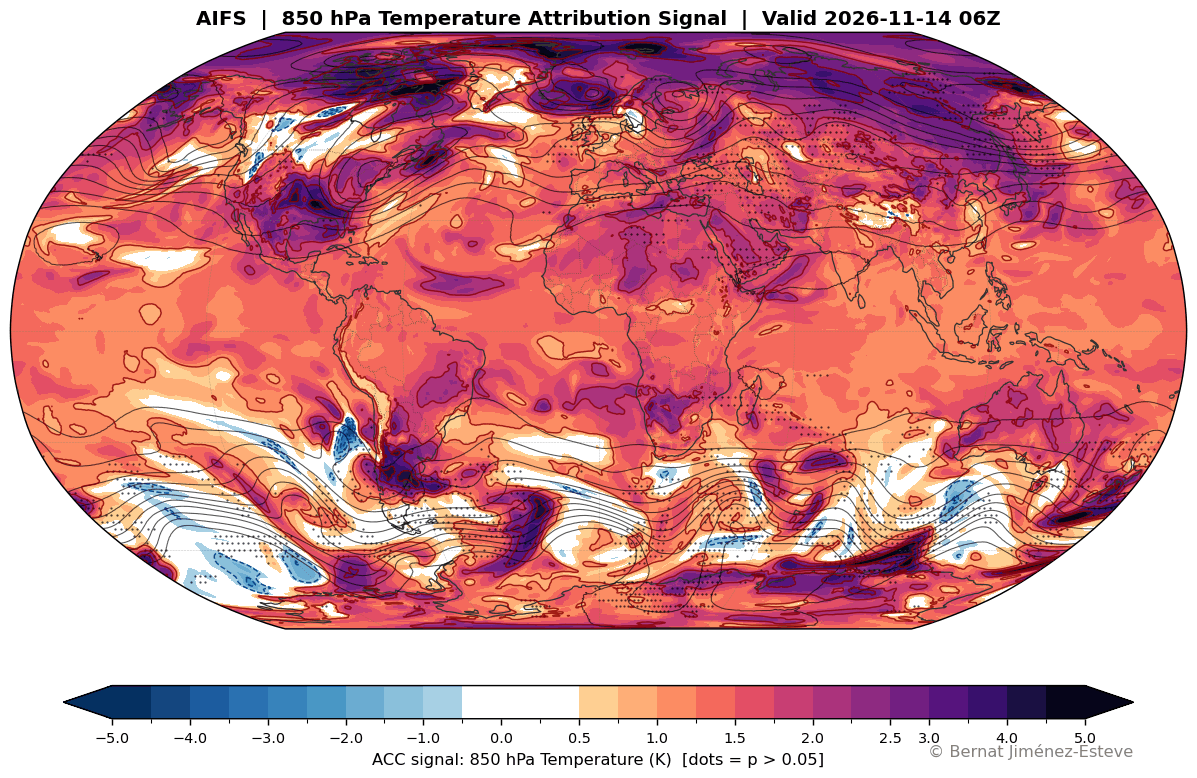 AIFS | 850 hPa Temperature Attribution Signal | Valid 2026-11-14 06Z
−5.0 −4.0 −3.0 −2.0 −1.0 0.0 0.5 1.0 1.5 2.0 2.5 3.0 4.0 5.0
© Bernat Jiménez-Esteve
ACC signal: 850 hPa Temperature (K) [dots = p > 0.05]